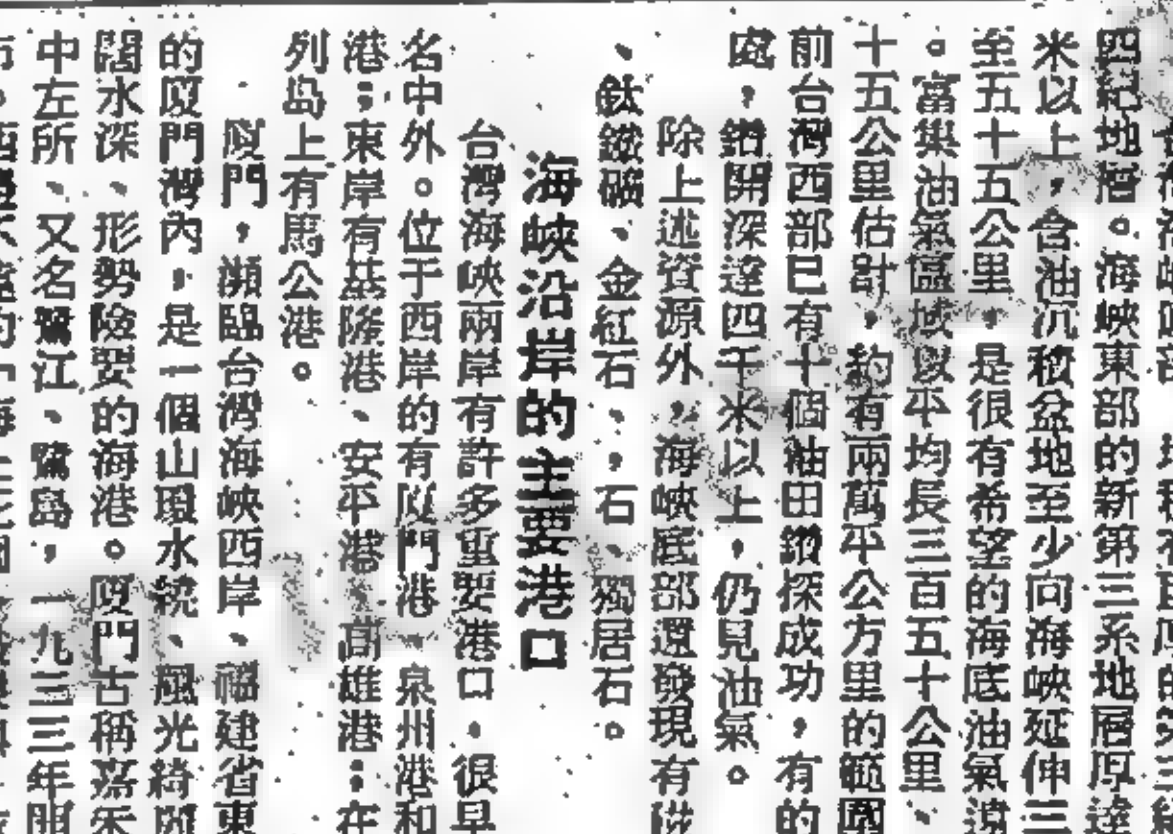 四紀地層。海峽東部的新第三系地層厚達
米以上，含油沉積盆地至少向海峽延伸三
至五十五公里，是很有希望的海底油氣遠
。富集油氣區域以平均長三百五十公里、
十五公里估計，約有兩萬平公方里的範圍
前台灣西部已有十個油田鑽探成功，有的
處，鑽開深達四千米以上，仍見油氣。
除上述資源外，海峽底部還發現有磁
、鈦鐵礦、金紅石、，石、獨居石。
海峽沿岸的主要港口
台灣海峽兩岸有許多重要港口，很早
名中外。位于西岸的有厦門港、泉州港和
港；東岸有基隆港、安平港、高雄港；在
列島上有馬公港。
厦門，瀕臨台灣海峽西岸、福建省東
的厦門灣內，是一個山環水繞、風光綺麗
闊水深、形勢險要的海港。厦門古稱嘉禾
中左所、又名鷺江、鷺島，一九三三年開